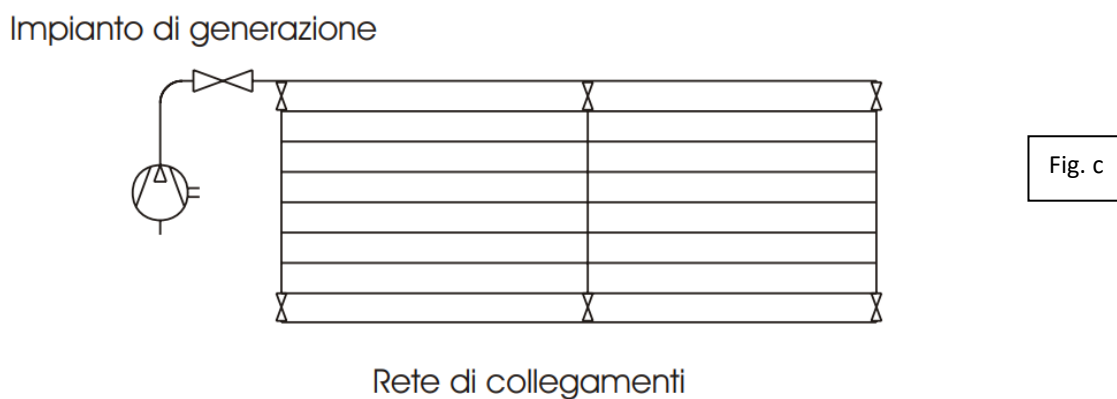 Impianto di generazione
Fig. c
Rete di collegamenti